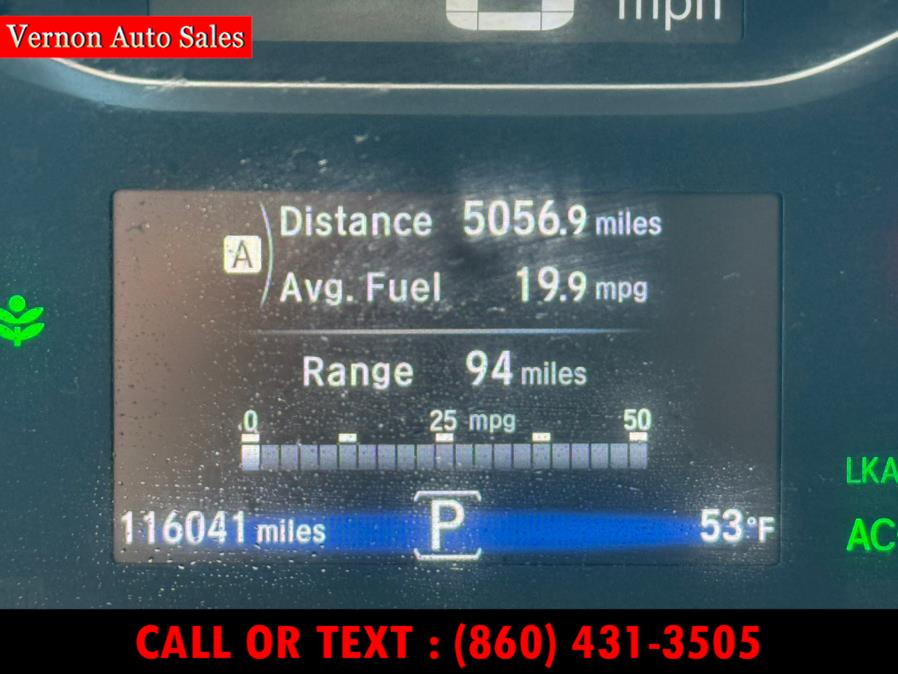 mph
Vernon Auto Sales
Distance 5056.9 miles
A
Avg. Fuel 19.9 mpg
Range 94 miles
0 25 mpg 50
116041 miles P 53°F
LKA
AC
CALL OR TEXT : (860) 431-3505